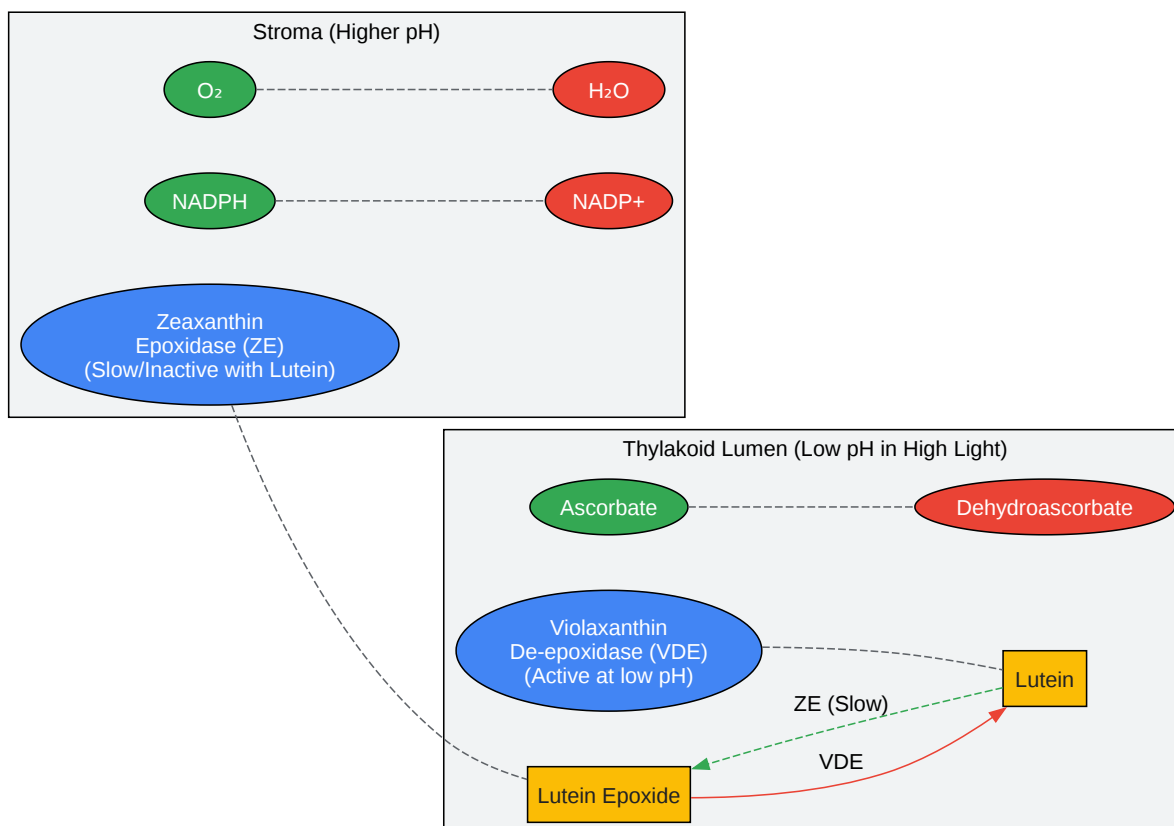 Stroma (Higher pH)
O₂
H₂O
NADPH
NADP+
Zeaxanthin
Epoxidase (ZE)
(Slow/Inactive with Lutein)
Thylakoid Lumen (Low pH in High Light)
Ascorbate
Dehydroascorbate
Violaxanthin
De-epoxidase (VDE)
(Active at low pH)
Lutein
ZE (Slow)
VDE
Lutein Epoxide